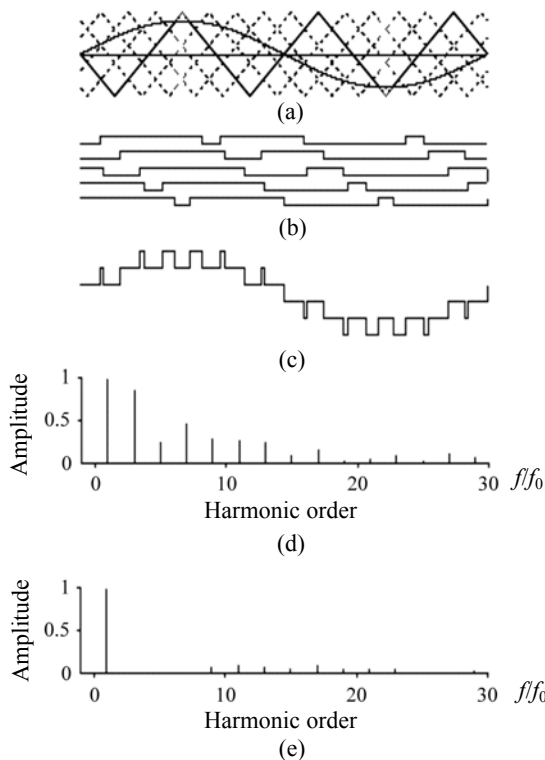 (a)
(b)
(c)
Amplitude
1
0.5
0
0 10 20 30 f/f0
Harmonic order
(d)
Amplitude
1
0.5
0
0 10 20 30 f/f0
Harmonic order
(e)